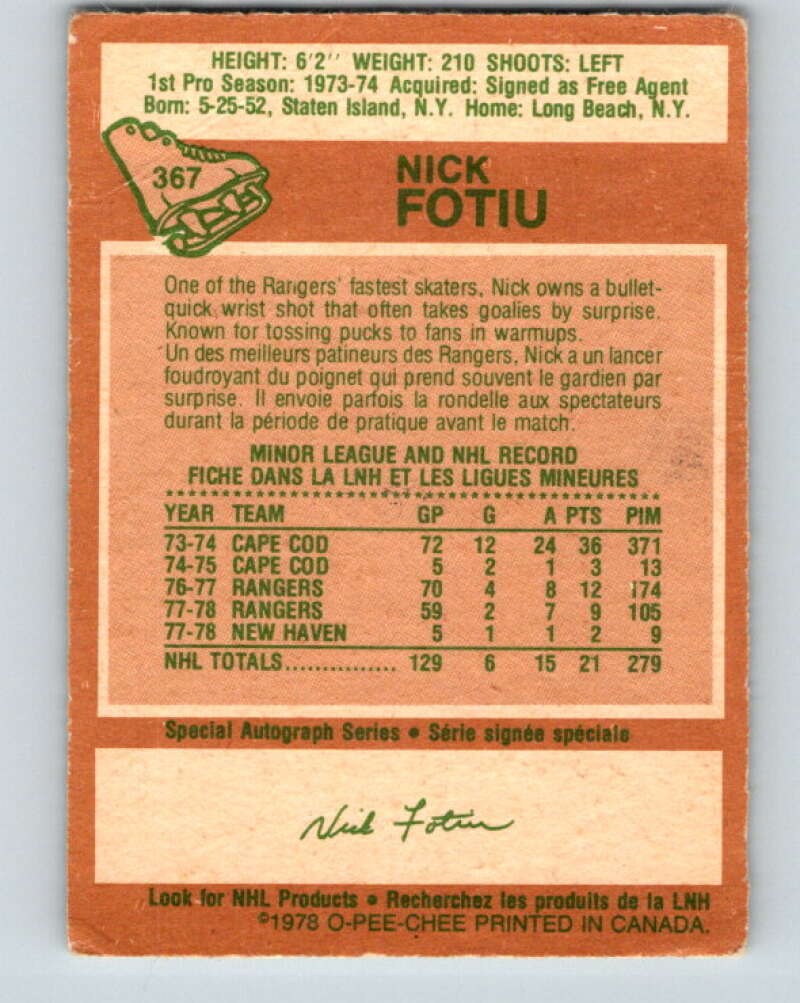 HEIGHT: 6'2'' WEIGHT: 210 SHOOTS: LEFT
1st Pro Season: 1973-74 Acquired: Signed as Free Agent
Born: 5-25-52, Staten Island, N.Y. Home: Long Beach, N.Y.
367
NICK
FOTIU
One of the Rangers' fastest skaters, Nick owns a bullet-
quick wrist shot that often takes goalies by surprise.
Known for tossing pucks to fans in warmups.
Un des meilleurs patineurs des Rangers, Nick a un lancer
foudroyant du poignet qui prend souvent le gardien par
surprise. Il envoie parfois la rondelle aux spectateurs
durant la période de pratique avant le match.
MINOR LEAGUE AND NHL RECORD
FICHE DANS LA LNH ET LES LIGUES MINEURES
YEAR TEAM GP G A PTS PIM
73-74 CAPE COD 72 12 24 36 371
74-75 CAPE COD 5 2 1 3 13
76-77 RANGERS 70 4 8 12 174
77-78 RANGERS 59 2 7 9 105
77-78 NEW HAVEN 5 1 1 2 9
NHL TOTALS............... 129 6 15 21 279
Special Autograph Series • Série signée spéciale
Nick Fotiu
Look for NHL Products • Recherchez les produits de la LNH
©1978 O-PEE-CHEE PRINTED IN CANADA.